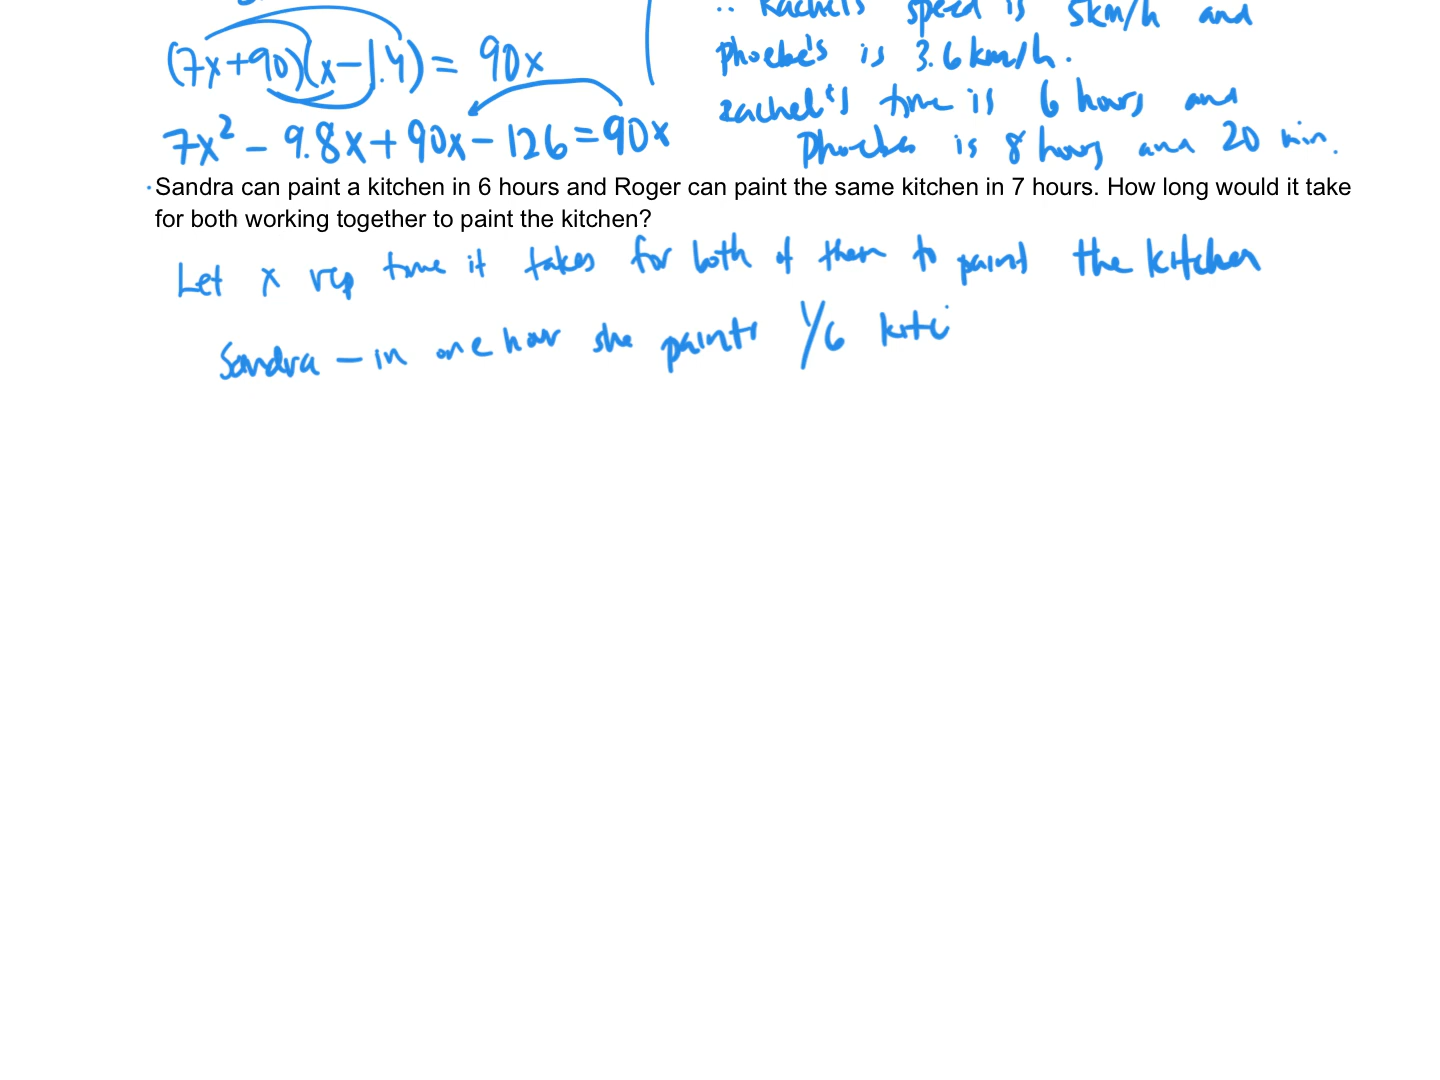 ∴ Rachel's speed is 5km/h and
(7x+90)(x-1.4) = 90x
Phoebe's is 3.6km/h.
Rachel's time is 6 hours and
7x² - 9.8x + 90x - 126 = 90x
Phoebes is 8 hours and 20 min.
Sandra can paint a kitchen in 6 hours and Roger can paint the same kitchen in 7 hours. How long would it take
for both working together to paint the kitchen?
Let x rep time it takes for both of them to paint the kitchen
Sandra - in one hour she paints 1/6 kitc